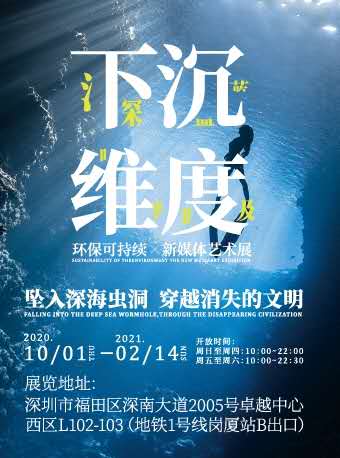 下沉
维度
环保可持续 × 新媒体艺术展
SUSTAINABILITY OF THE ENVIRONMENT THE NEW MEDIA ART EXHIBITION
坠入深海虫洞 穿越消失的文明
FALLING INTO THE DEEP SEA WORMHOLE,THROUGH THE DISAPPEARING CIVILIZATION
2020. 10/01 THU—2021. 02/14 SUN
开放时间:
周日至周四:10:00~22:00
周五至周六:10:00~22:30
展览地址:
深圳市福田区深南大道2005号卓越中心
西区L102-103（地铁1号线岗厦站B出口）